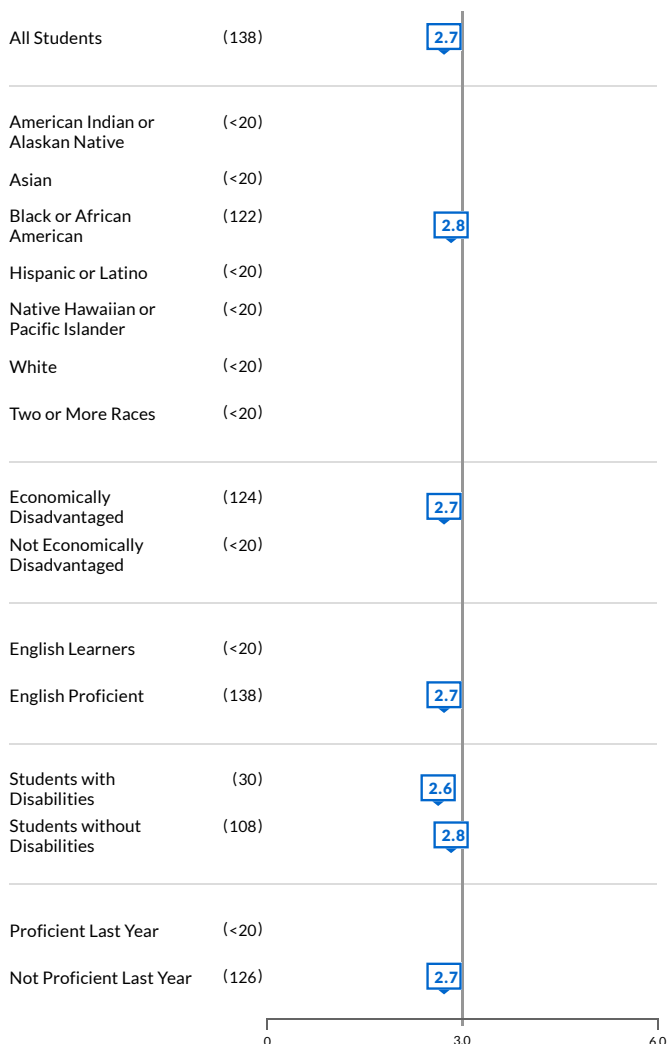 All Students (138) 2.7
American Indian or (<20)
Alaskan Native
Asian (<20)
Black or African (122) 2.8
American
Hispanic or Latino (<20)
Native Hawaiian or (<20)
Pacific Islander
White (<20)
Two or More Races (<20)
Economically (124) 2.7
Disadvantaged
Not Economically (<20)
Disadvantaged
English Learners (<20)
English Proficient (138) 2.7
Students with (30) 2.6
Disabilities
Students without (108) 2.8
Disabilities
Proficient Last Year (<20)
Not Proficient Last Year (126) 2.7
0 3.0 6.0